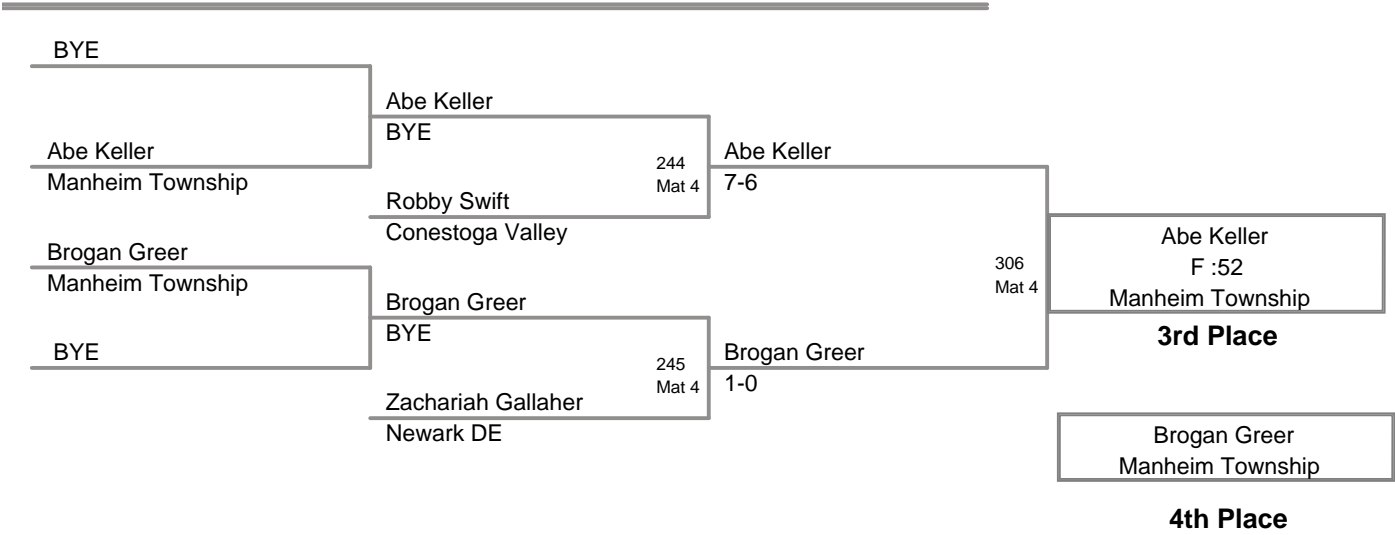 BYE
Abe Keller
Manheim Township
Brogan Greer
Manheim Township
BYE
Abe Keller
BYE
Robby Swift
Conestoga Valley
Brogan Greer
BYE
Zachariah Gallaher
Newark DE
244
Mat 4
245
Mat 4
Abe Keller
7-6
Brogan Greer
1-0
306
Mat 4
Abe Keller
F :52
Manheim Township
3rd Place
Brogan Greer
Manheim Township
4th Place